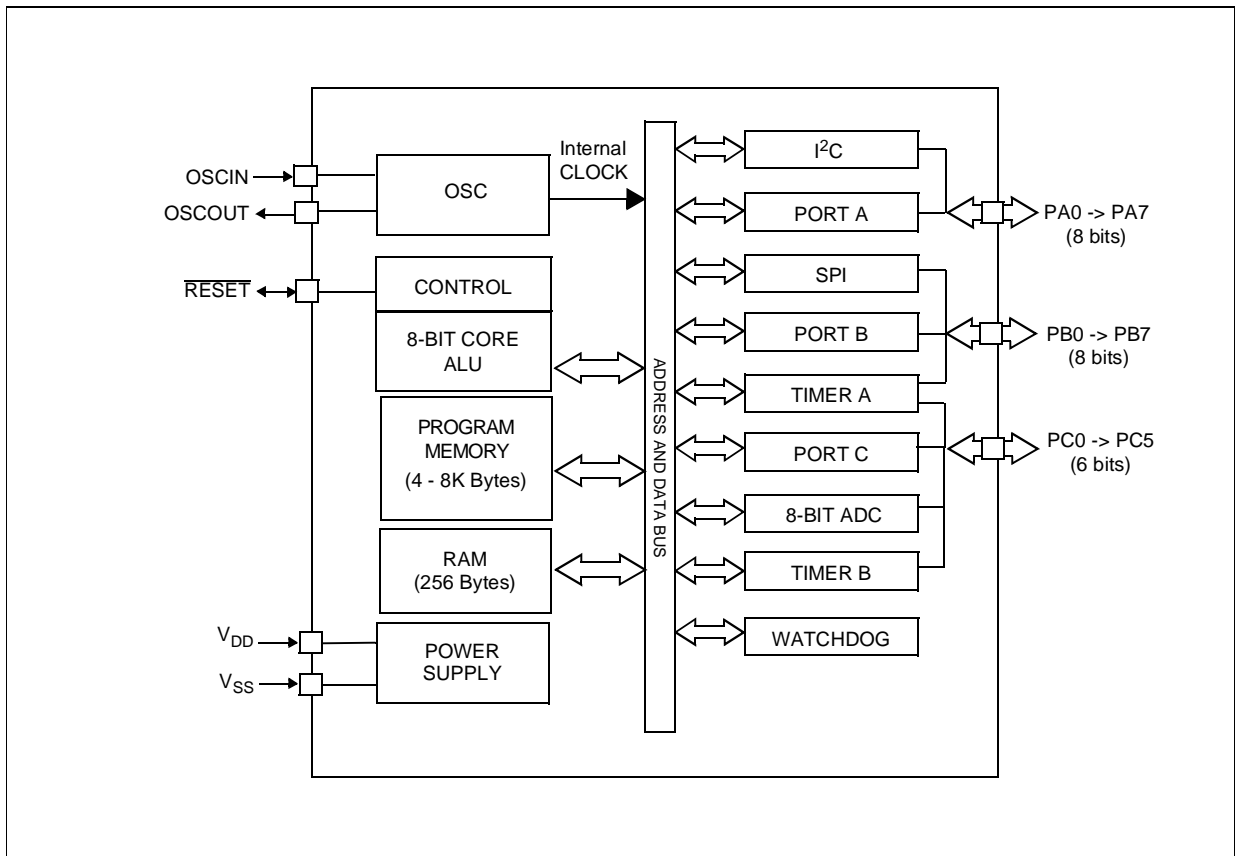 OSCIN
OSCOUT
OSC
Internal
CLOCK
RESET
CONTROL
8-BIT CORE
ALU
PROGRAM
MEMORY
(4 - 8K Bytes)
RAM
(256 Bytes)
VDD
VSS
POWER
SUPPLY
ADDRESS AND DATA BUS
I²C
PORT A
SPI
PORT B
TIMER A
PORT C
8-BIT ADC
TIMER B
WATCHDOG
PA0 -> PA7
(8 bits)
PB0 -> PB7
(8 bits)
PC0 -> PC5
(6 bits)